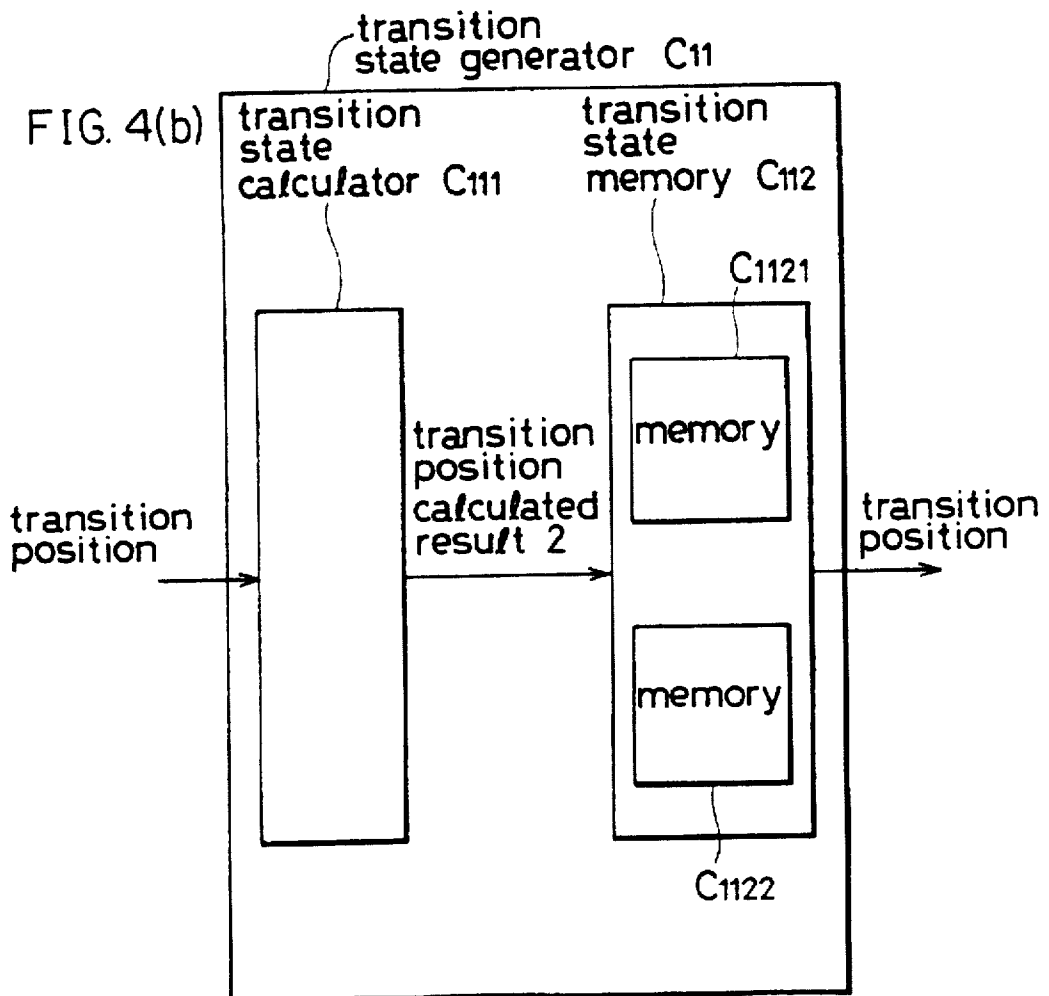 transition
state generator C11
FIG. 4(b)
transition
state
calculator C111
transition
state
memory C112
C1121
memory
transition
position
calculated
result 2
transition
position
transition
position
memory
C1122